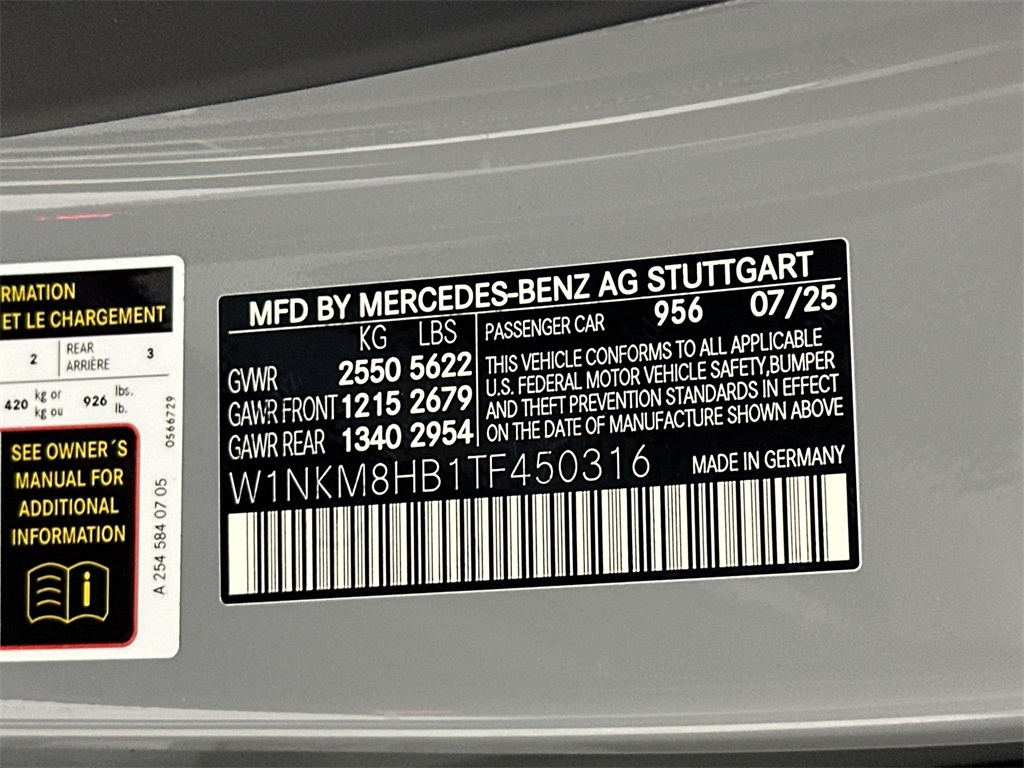 RMATION
ET LE CHARGEMENT
2 REAR ARRIÈRE 3
420 kg or kg ou 926 lbs. lb.
SEE OWNER´S
MANUAL FOR
ADDITIONAL
INFORMATION
i
0566729
A 254 584 07 05
MFD BY MERCEDES-BENZ AG STUTTGART
KG LBS
GVWR 2550 5622
GAWR FRONT 1215 2679
GAWR REAR 1340 2954
PASSENGER CAR 956 07/25
THIS VEHICLE CONFORMS TO ALL APPLICABLE
U.S. FEDERAL MOTOR VEHICLE SAFETY,BUMPER
AND THEFT PREVENTION STANDARDS IN EFFECT
ON THE DATE OF MANUFACTURE SHOWN ABOVE
W1NKM8HB1TF450316 MADE IN GERMANY